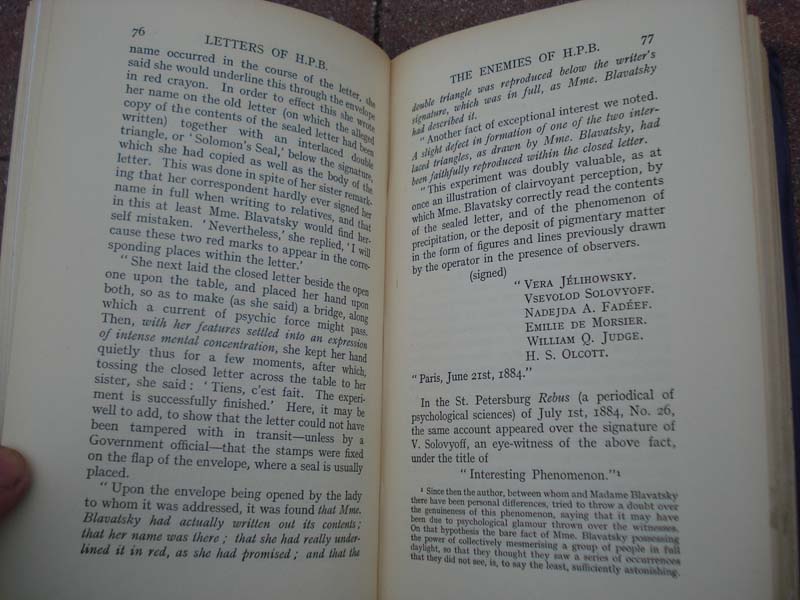 76
LETTERS OF H.P.B.
name occurred in the course of the letter, she
said she would underline this through the envelope
in red crayon. In order to effect this she wrote
her name on the old letter (on which the alleged
copy of the contents of the sealed letter had been
written) together with an interlaced double
triangle, or 'Solomon's Seal,' below the signature,
which she had copied as well as the body of the
letter. This was done in spite of her sister remark-
ing that her correspondent hardly ever signed her
name in full when writing to relatives, and that
in this at least Mme. Blavatsky would find her-
self mistaken. 'Nevertheless,' she replied, 'I will
cause these two red marks to appear in the corre-
sponding places within the letter.'
"She next laid the closed letter beside the open
one upon the table, and placed her hand upon
both, so as to make (as she said) a bridge, along
which a current of psychic force might pass.
Then, with her features settled into an expression
of intense mental concentration, she kept her hand
quietly thus for a few moments, after which,
tossing the closed letter across the table to her
sister, she said: 'Tiens, c'est fait. The experi-
ment is successfully finished.' Here, it may be
well to add, to show that the letter could not have
been tampered with in transit—unless by a
Government official—that the stamps were fixed
on the flap of the envelope, where a seal is usually
placed.
"Upon the envelope being opened by the lady
to whom it was addressed, it was found that Mme.
Blavatsky had actually written out its contents;
that her name was there; that she had really under-
lined it in red, as she had promised; and that the
THE ENEMIES OF H.P.B.
77
double triangle was reproduced below the writer's
signature, which was in full, as Mme. Blavatsky
had described it.
"Another fact of exceptional interest we noted.
A slight defect in formation of one of the two inter-
laced triangles, as drawn by Mme. Blavatsky, had
been faithfully reproduced within the closed letter.
"This experiment was doubly valuable, as at
once an illustration of clairvoyant perception, by
which Mme. Blavatsky correctly read the contents
of the sealed letter, and of the phenomenon of
precipitation, or the deposit of pigmentary matter
in the form of figures and lines previously drawn
by the operator in the presence of observers.
(signed)
"VERA JÉLIHOWSKY.
VSEVOLOD SOLOVYOFF.
NADEJDA A. FADÉEF.
EMILIE DE MORSIER.
WILLIAM Q. JUDGE.
H. S. OLCOTT.
"Paris, June 21st, 1884."
In the St. Petersburg Rebus (a periodical of
psychological sciences) of July 1st, 1884, No. 26,
the same account appeared over the signature of
V. Solovyoff, an eye-witness of the above fact,
under the title of
"Interesting Phenomenon."¹
¹ Since then the author, between whom and Madame Blavatsky
there have been personal differences, tried to throw a doubt over
the genuineness of this phenomenon, saying that it may have
been due to psychological glamour thrown over the witnesses.
On that hypothesis the bare fact of Mme. Blavatsky possessing
the power of collectively mesmerising a group of people in full
daylight, so that they thought they saw a series of occurrences
that they did not see, is, to say the least, sufficiently astonishing.